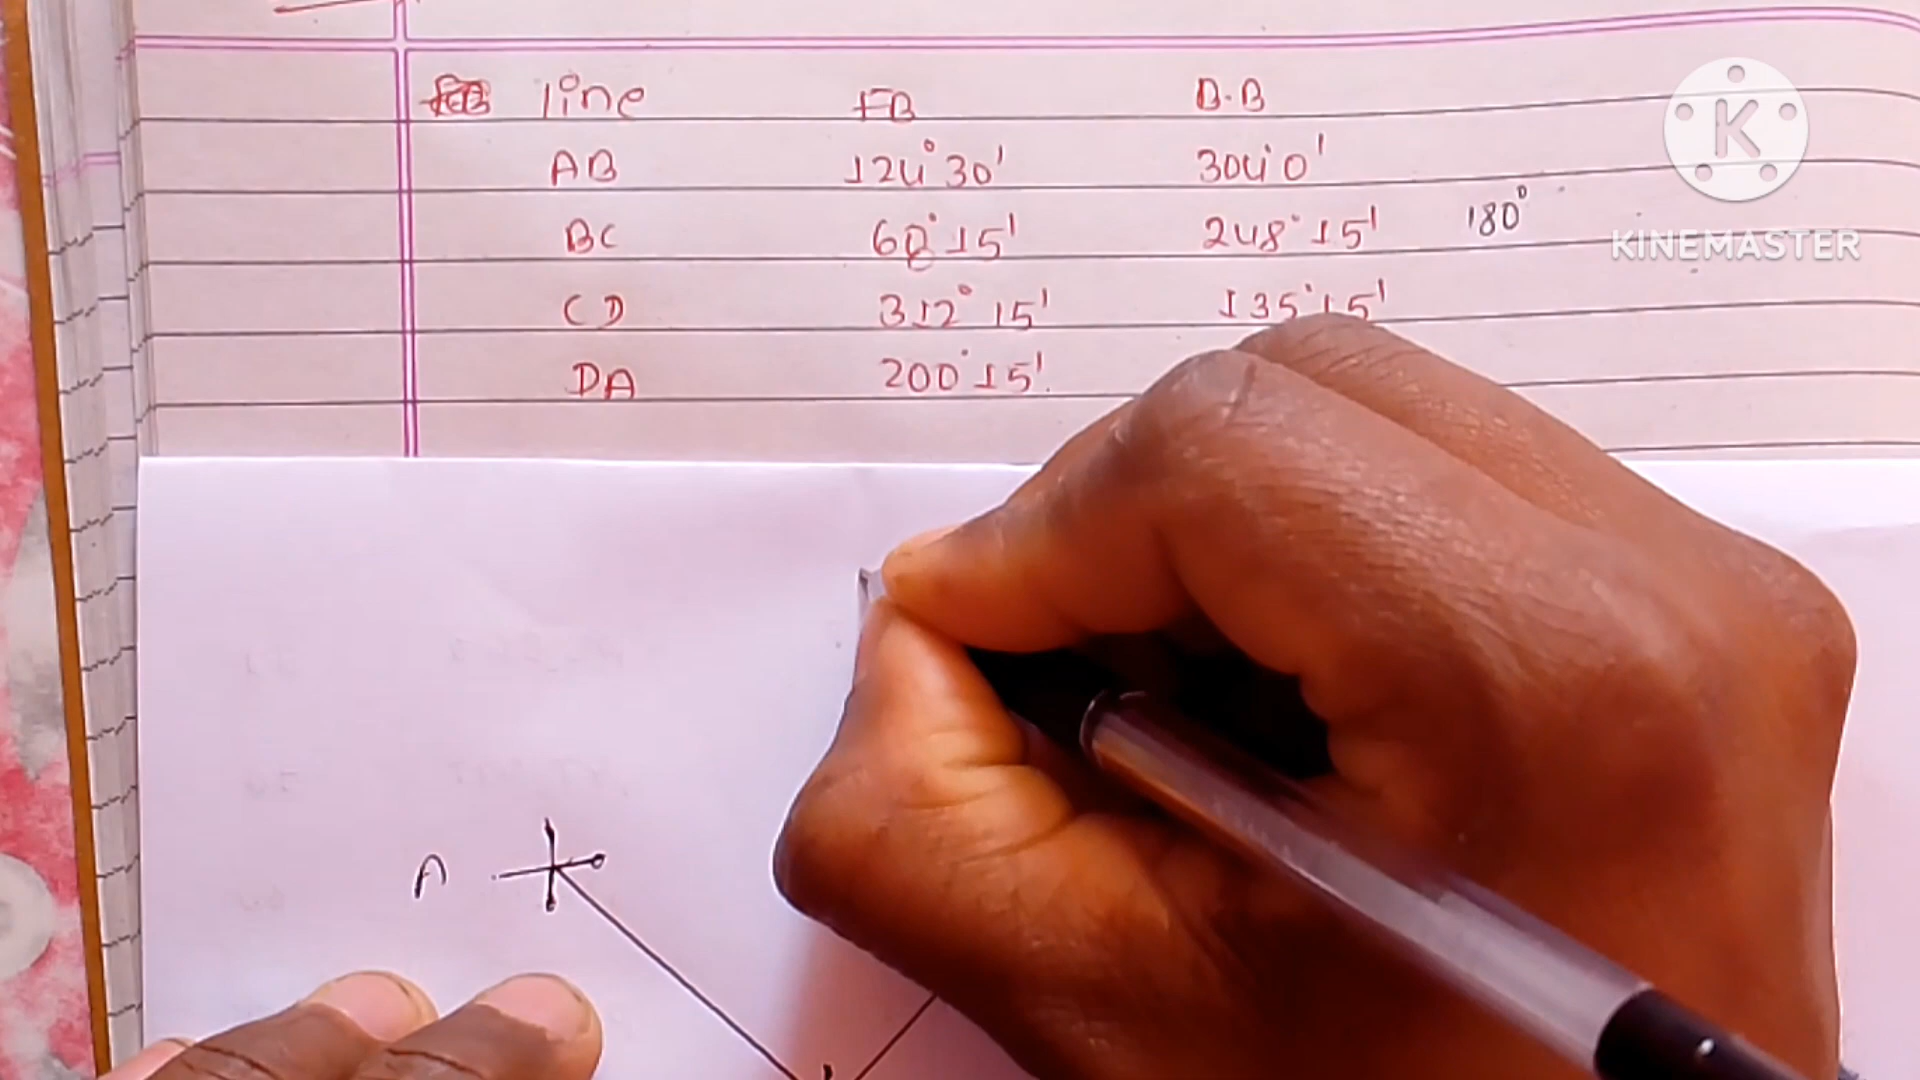 line FB B.B
AB 124°30' 304°0'
BC 68°15' 248°15' 180°
CD 312°15' 135°15'
DA 200°15'
A
K
KINEMASTER